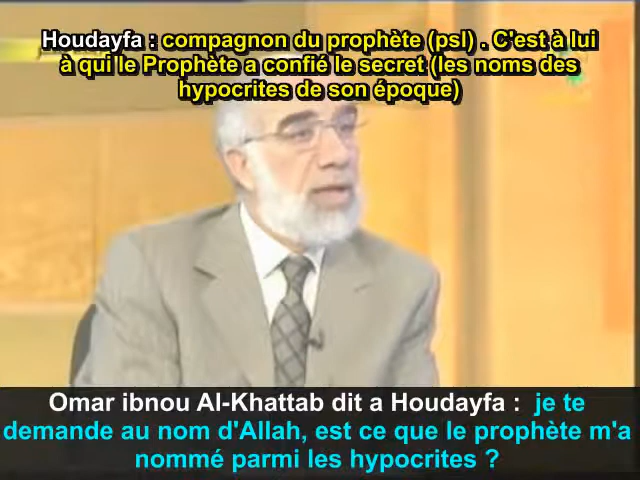 Houdayfa : compagnon du prophète (psl) . C'est à lui
à qui le Prophète a confié le secret (les noms des
hypocrites de son époque)
Omar ibnou Al-Khattab dit a Houdayfa : je te
demande au nom d'Allah, est ce que le prophète m'a
nommé parmi les hypocrites ?